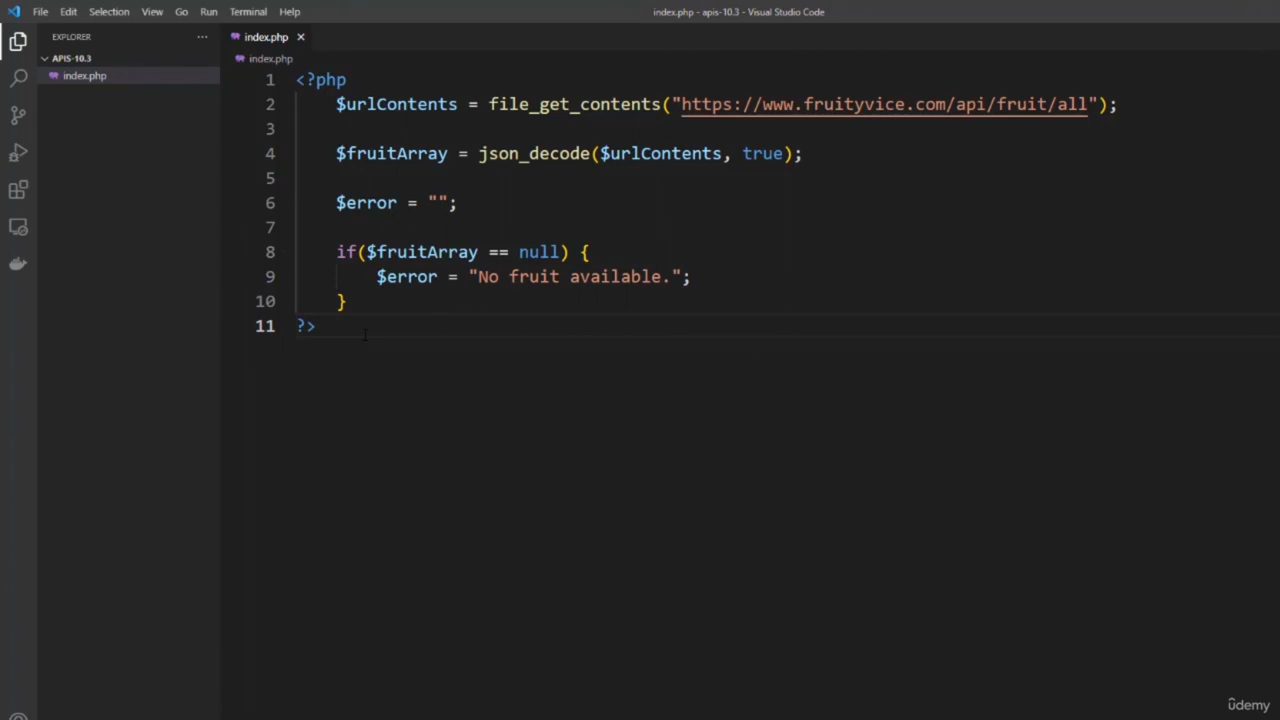 File Edit Selection View Go Run Terminal Help
index.php - apis-10.3 - Visual Studio Code
EXPLORER ...
APIS-10.3
index.php
index.php
index.php
1 <?php
2 $urlContents = file_get_contents("https://www.fruityvice.com/api/fruit/all");
3
4 $fruitArray = json_decode($urlContents, true);
5
6 $error = "";
7
8 if($fruitArray == null) {
9 $error = "No fruit available.";
10 }
11 ?>
ûdemy